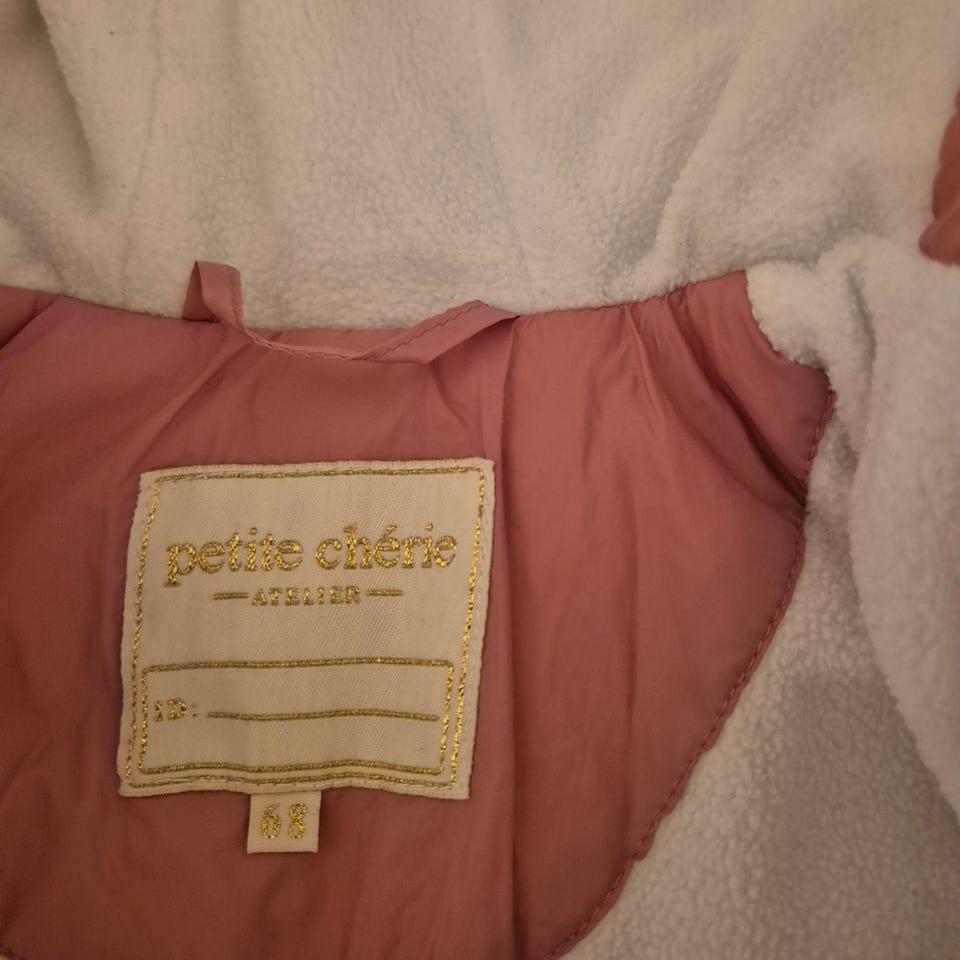 petite chérie
ATELIER
ID:
68